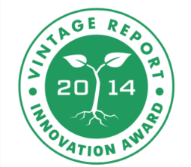 • VINTAGE REPORT •
20 14
INNOVATION AWARD